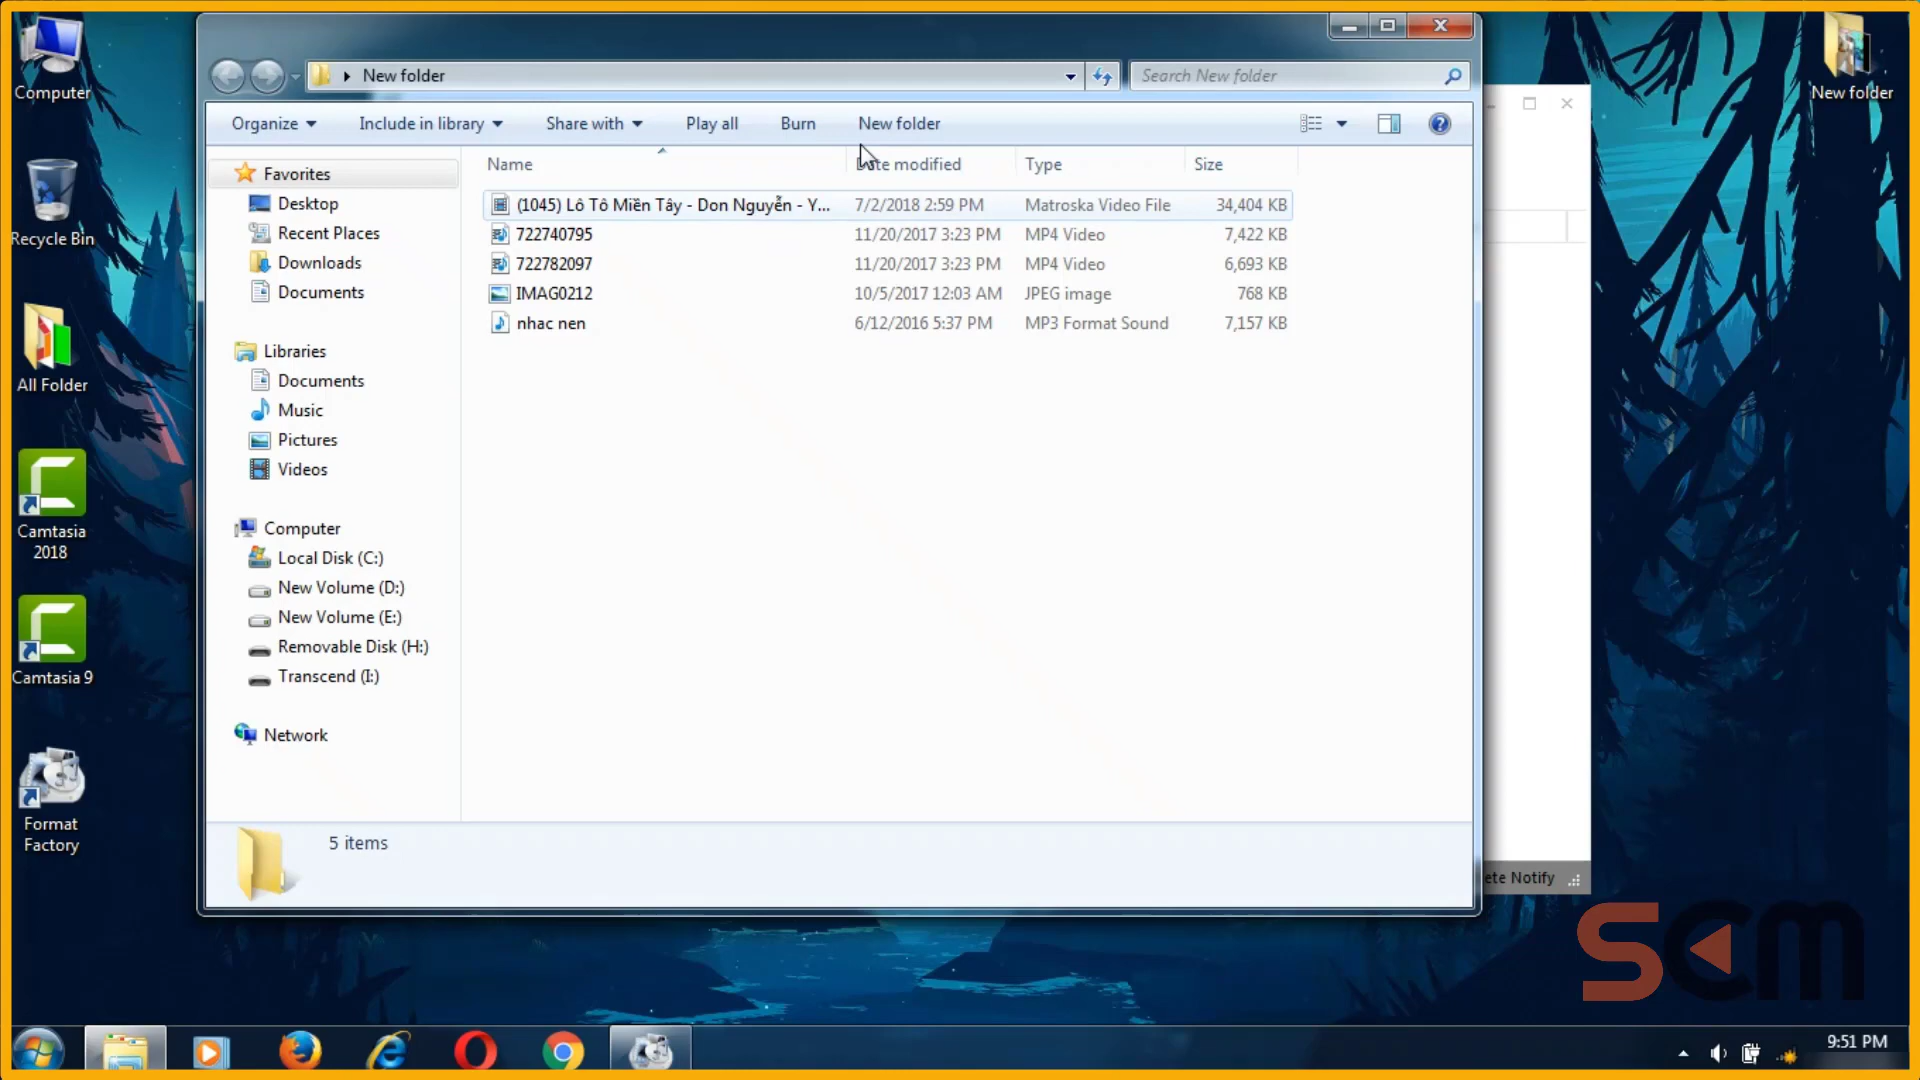 Computer
Recycle Bin
All Folder
Camtasia
2018
Camtasia 9
Format
Factory
New folder
New folder
Search New folder
Organize
Include in library
Share with
Play all
Burn
New folder
Favorites
Desktop
Recent Places
Downloads
Documents
Libraries
Documents
Music
Pictures
Videos
Computer
Local Disk (C:)
New Volume (D:)
New Volume (E:)
Removable Disk (H:)
Transcend (I:)
Network
Name Date modified Type Size
(1045) Lô Tô Miền Tây - Don Nguyễn - Y... 7/2/2018 2:59 PM Matroska Video File 34,404 KB
722740795 11/20/2017 3:23 PM MP4 Video 7,422 KB
722782097 11/20/2017 3:23 PM MP4 Video 6,693 KB
IMAG0212 10/5/2017 12:03 AM JPEG image 768 KB
nhac nen 6/12/2016 5:37 PM MP3 Format Sound 7,157 KB
5 items
ete Notify
SCM
9:51 PM